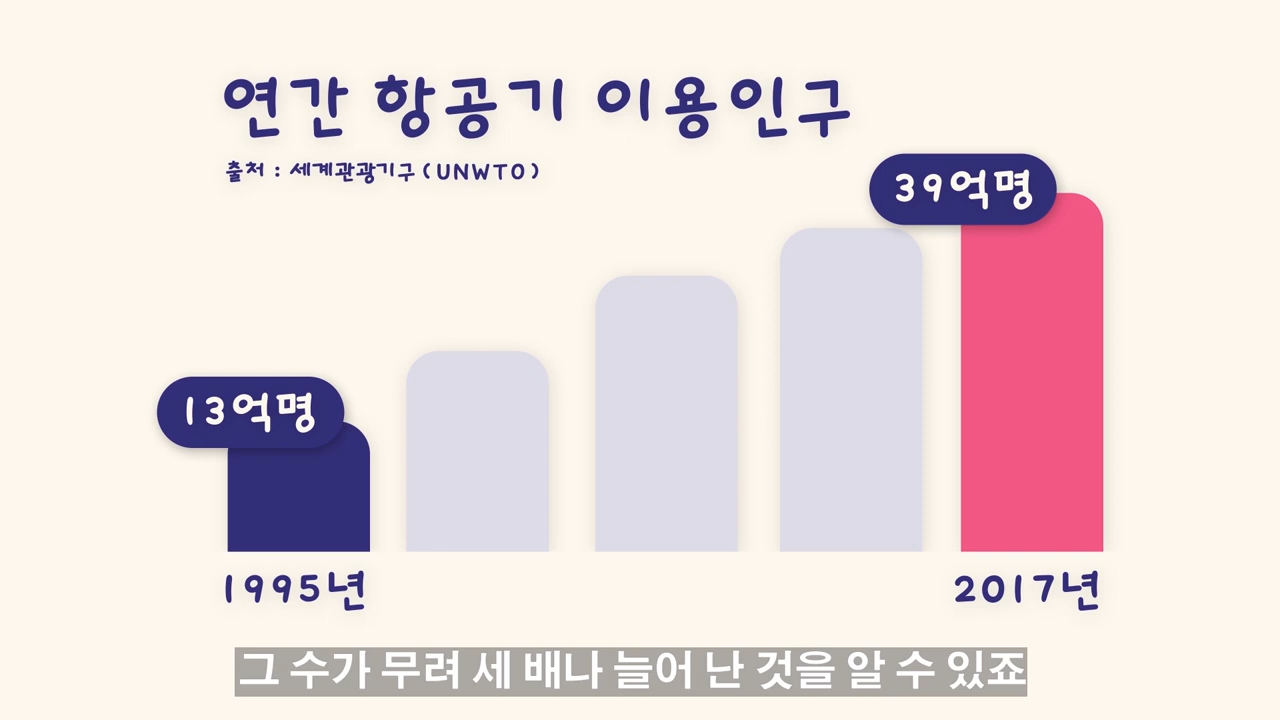 연간 항공기 이용인구
출처 : 세계관광기구 (UNWTO)
39억명
13억명
1995년
2017년
그 수가 무려 세 배나 늘어 난 것을 알 수 있죠